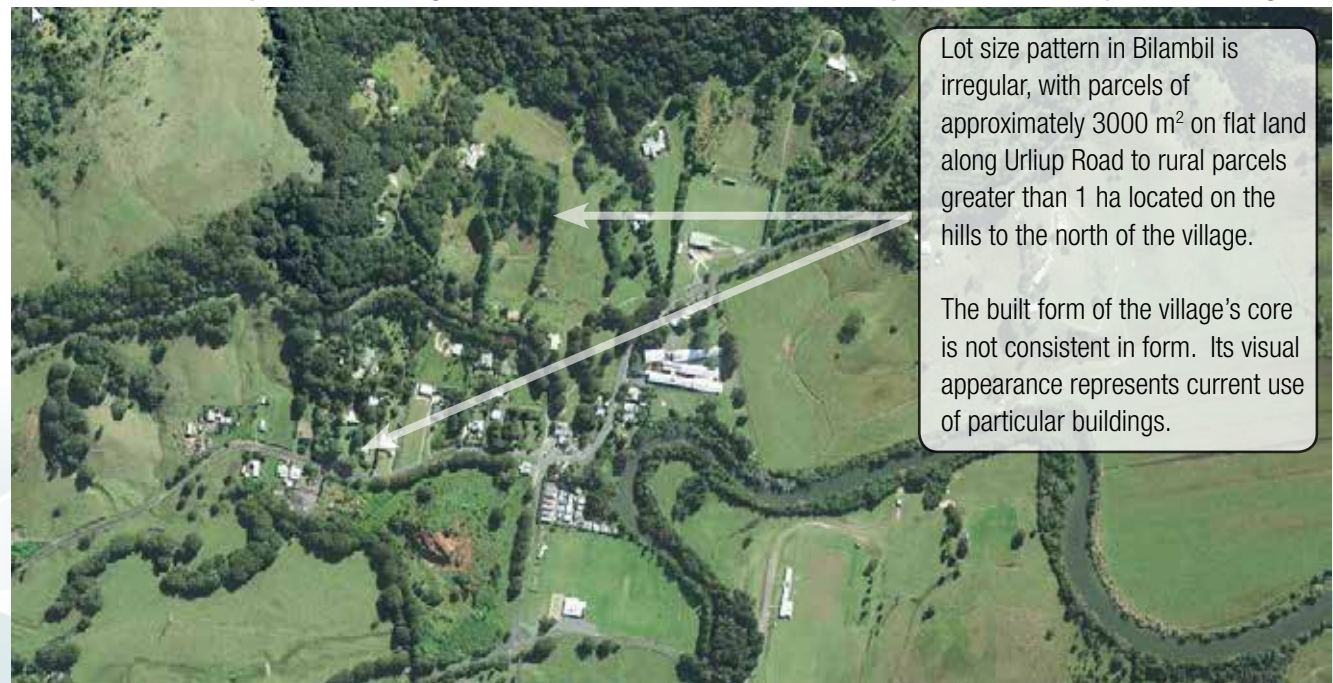 Lot size pattern in Bilambil is
irregular, with parcels of
approximately 3000 m² on flat land
along Urliup Road to rural parcels
greater than 1 ha located on the
hills to the north of the village.
The built form of the village's core
is not consistent in form. Its visual
appearance represents current use
of particular buildings.